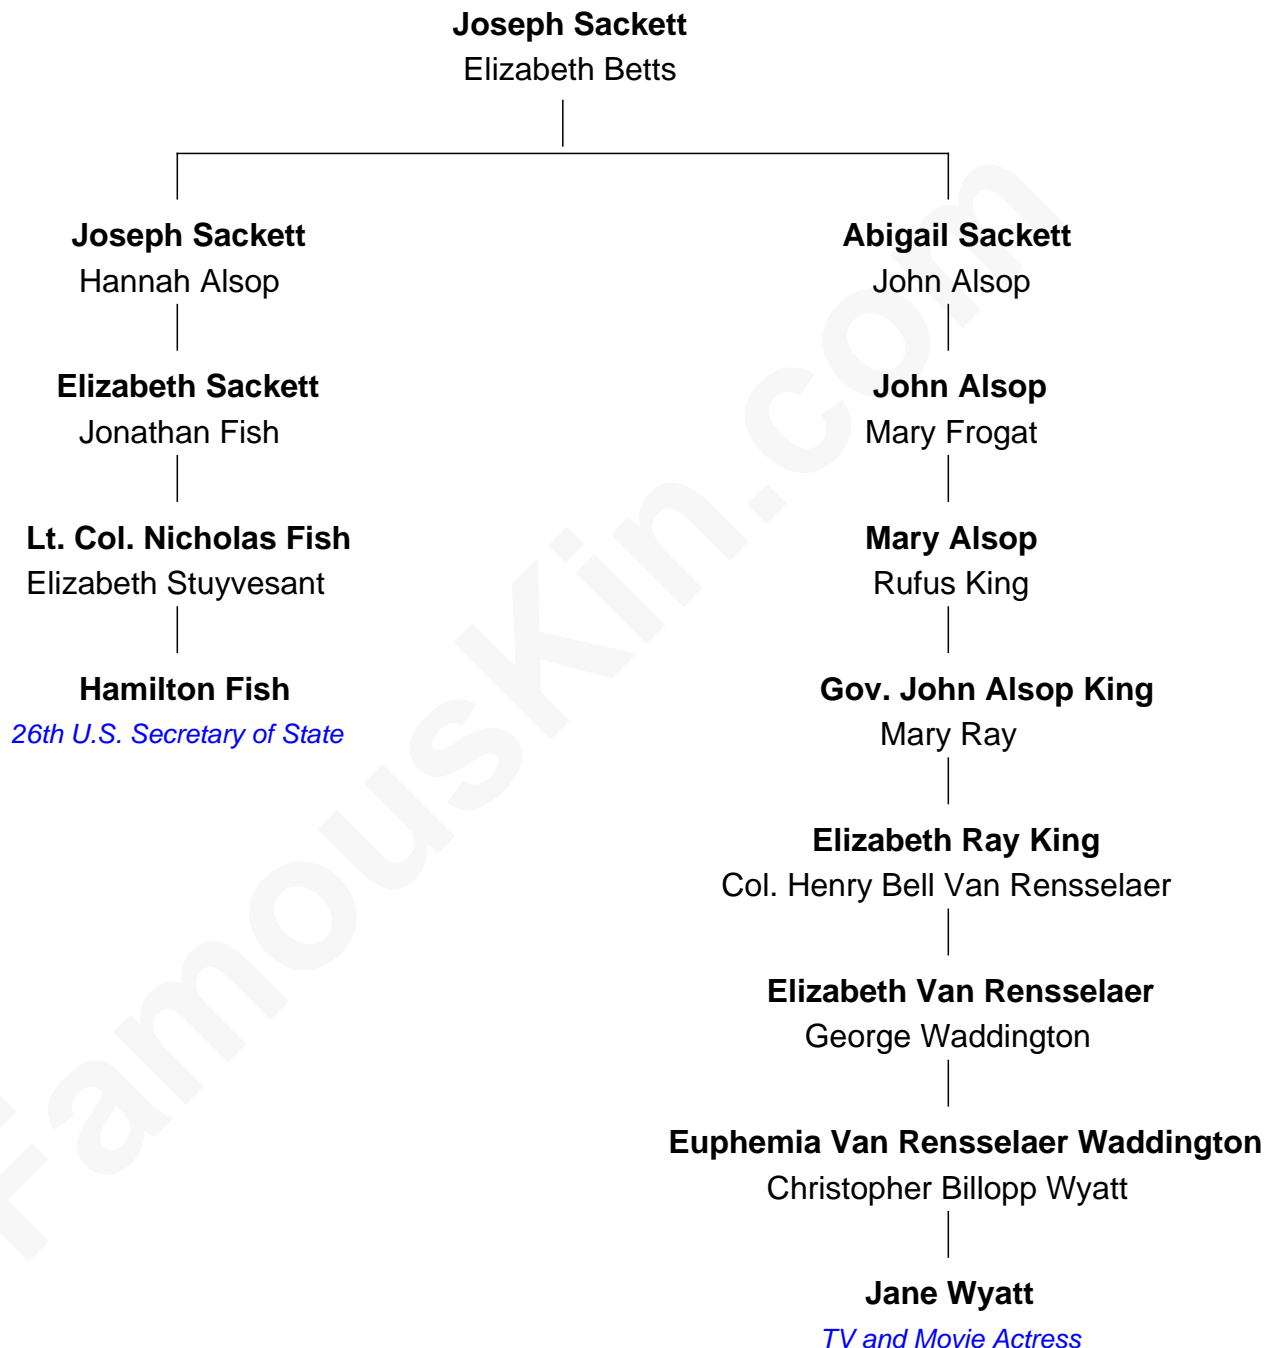 Joseph Sackett
Elizabeth Betts
Joseph Sackett
Hannah Alsop
Elizabeth Sackett
Jonathan Fish
Lt. Col. Nicholas Fish
Elizabeth Stuyvesant
Hamilton Fish
26th U.S. Secretary of State
Abigail Sackett
John Alsop
John Alsop
Mary Frogat
Mary Alsop
Rufus King
Gov. John Alsop King
Mary Ray
Elizabeth Ray King
Col. Henry Bell Van Rensselaer
Elizabeth Van Rensselaer
George Waddington
Euphemia Van Rensselaer Waddington
Christopher Billopp Wyatt
Jane Wyatt
TV and Movie Actress
FamousKin.com